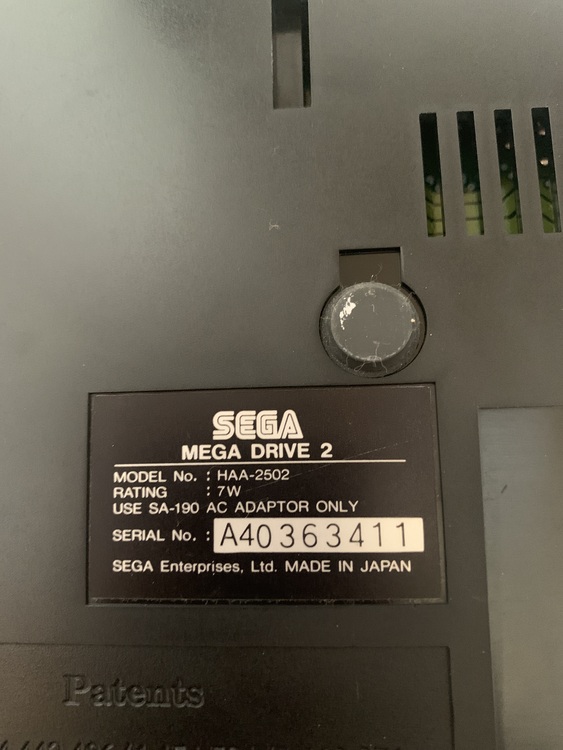 SEGA
MEGA DRIVE 2
MODEL No. : HAA-2502
RATING : 7W
USE SA-190 AC ADAPTOR ONLY
SERIAL No. : A40363411
SEGA Enterprises, Ltd. MADE IN JAPAN
Patents